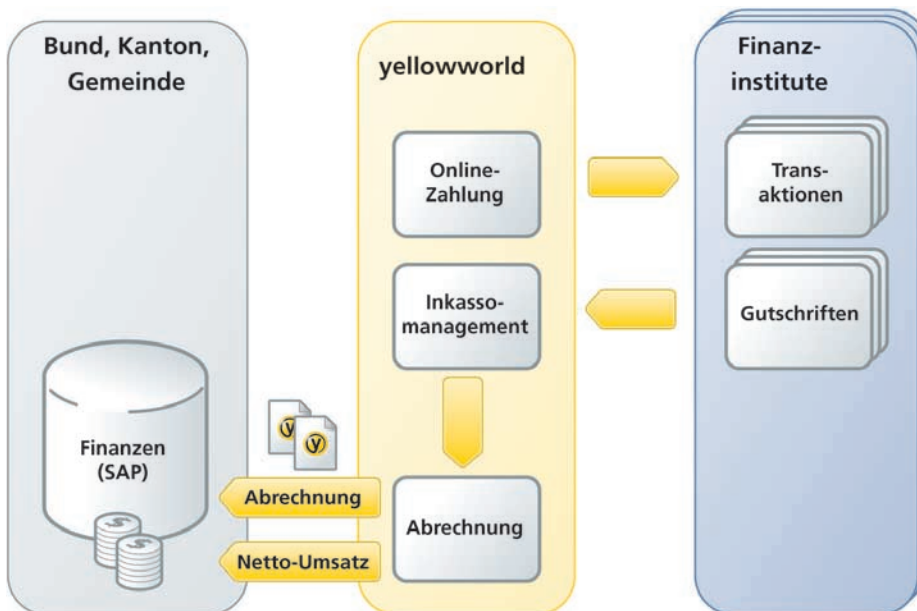 Bund, Kanton,
Gemeinde
Finanzen
(SAP)
$
$
y
y
Abrechnung
Netto-Umsatz
yellowworld
Online-
Zahlung
Inkasso-
management
Abrechnung
Finanz-
institute
Trans-
aktionen
Gutschriften